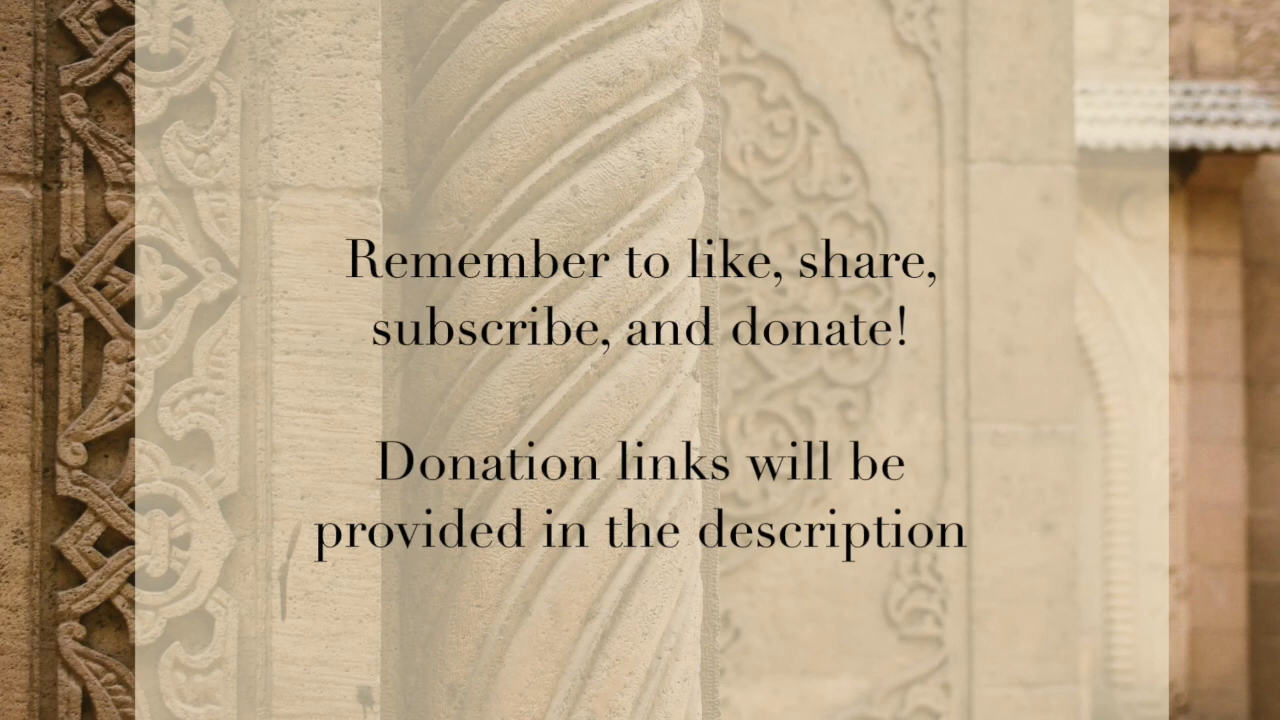 Remember to like, share,
subscribe, and donate!
Donation links will be
provided in the description